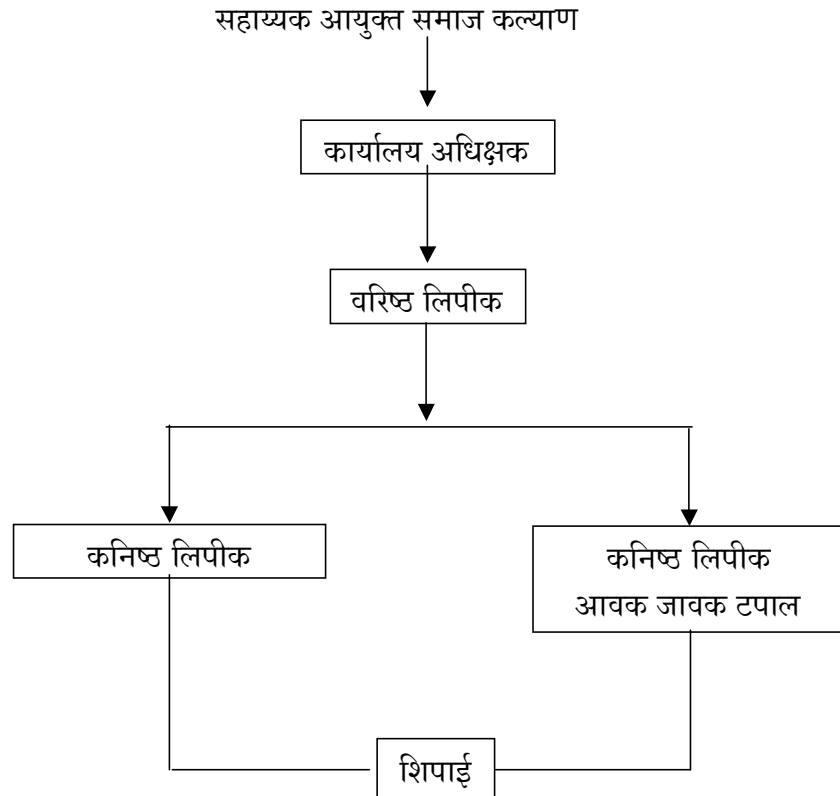 सहाय्यक आयुक्त समाज कल्याण
कार्यालय अधिक्षक
वरिष्ठ लिपीक
कनिष्ठ लिपीक
कनिष्ठ लिपीक
आवक जावक टपाल
शिपाई